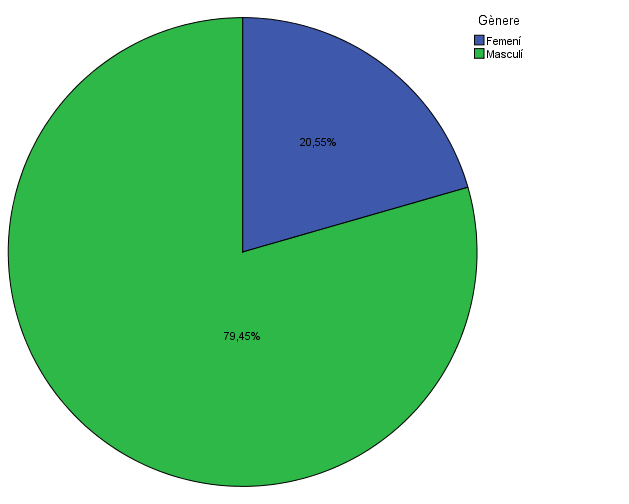 Gènere
Femení
Masculí
20,55%
79,45%